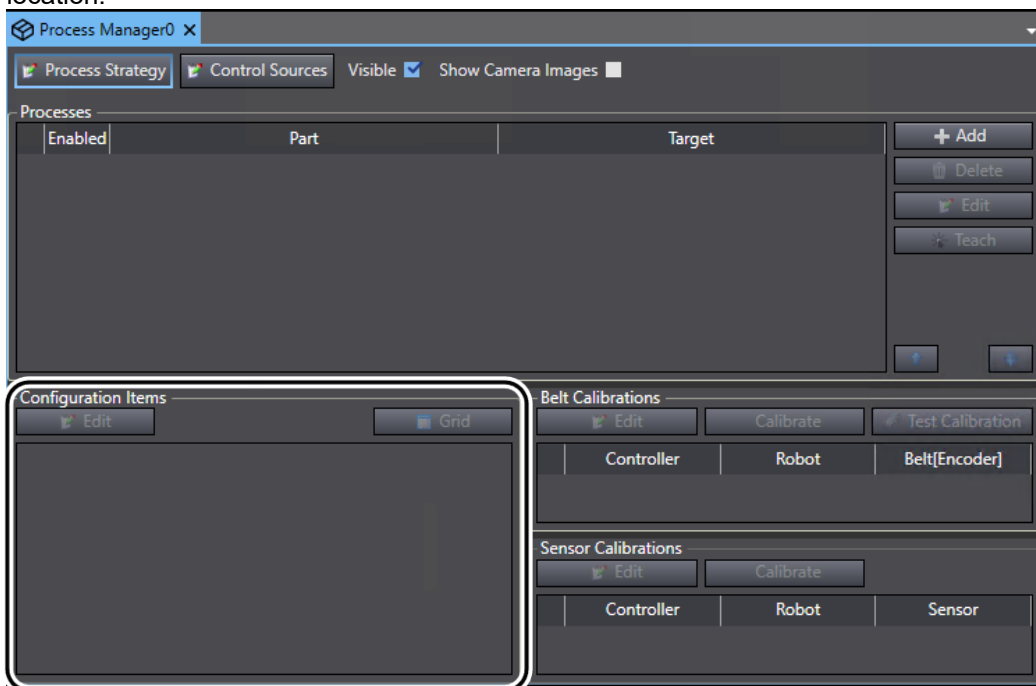 location.
Process Manager0
Process Strategy Control Sources Visible Show Camera Images
Processes
Enabled Part Target
Add
Delete
Edit
Teach
Configuration Items
Edit Grid
Belt Calibrations
Edit Calibrate Test Calibration
Controller Robot Belt[Encoder]
Sensor Calibrations
Edit Calibrate
Controller Robot Sensor